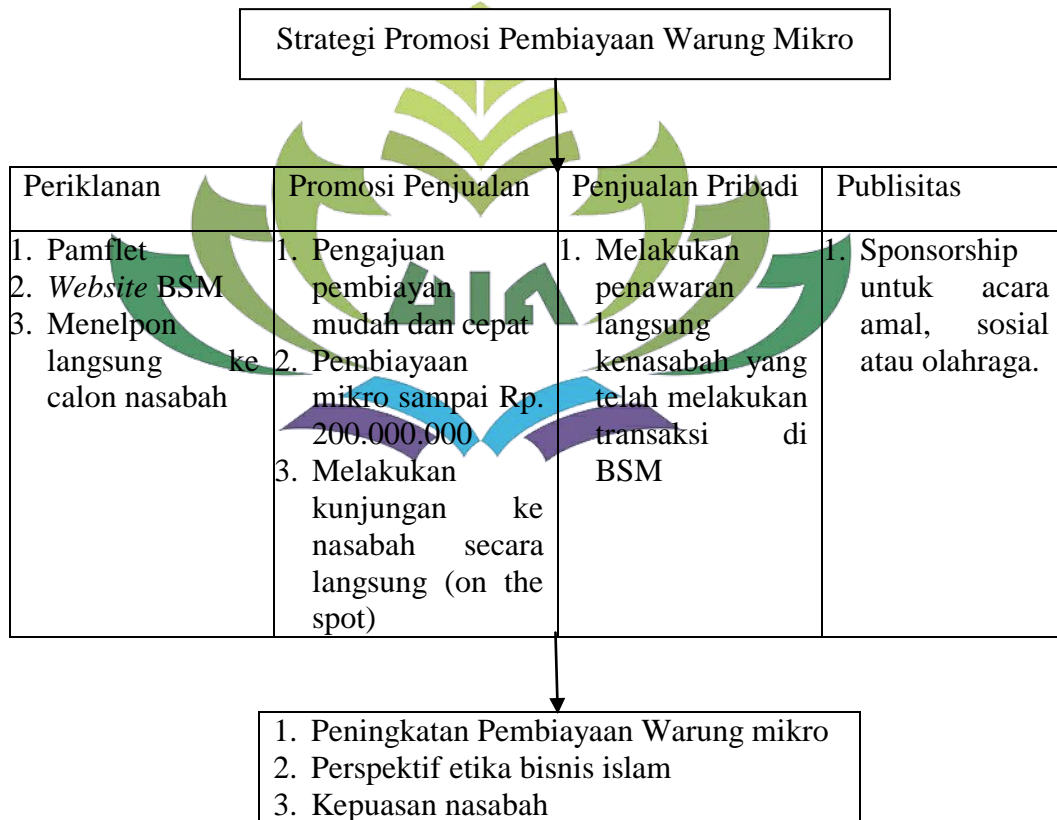 Strategi Promosi Pembiayaan Warung Mikro
Periklanan
1. Pamflet
2. Website BSM
3. Menelpon
langsung ke
calon nasabah
Promosi Penjualan
1. Pengajuan
pembiayan
mudah dan cepat
2. Pembiayaan
mikro sampai Rp.
200.000.000
3. Melakukan
kunjungan ke
nasabah secara
langsung (on the
spot)
Penjualan Pribadi
1. Melakukan
penawaran
langsung
kenasabah yang
telah melakukan
transaksi di
BSM
Publisitas
1. Sponsorship
untuk acara
amal, sosial
atau olahraga.
1. Peningkatan Pembiayaan Warung mikro
2. Perspektif etika bisnis islam
3. Kepuasan nasabah